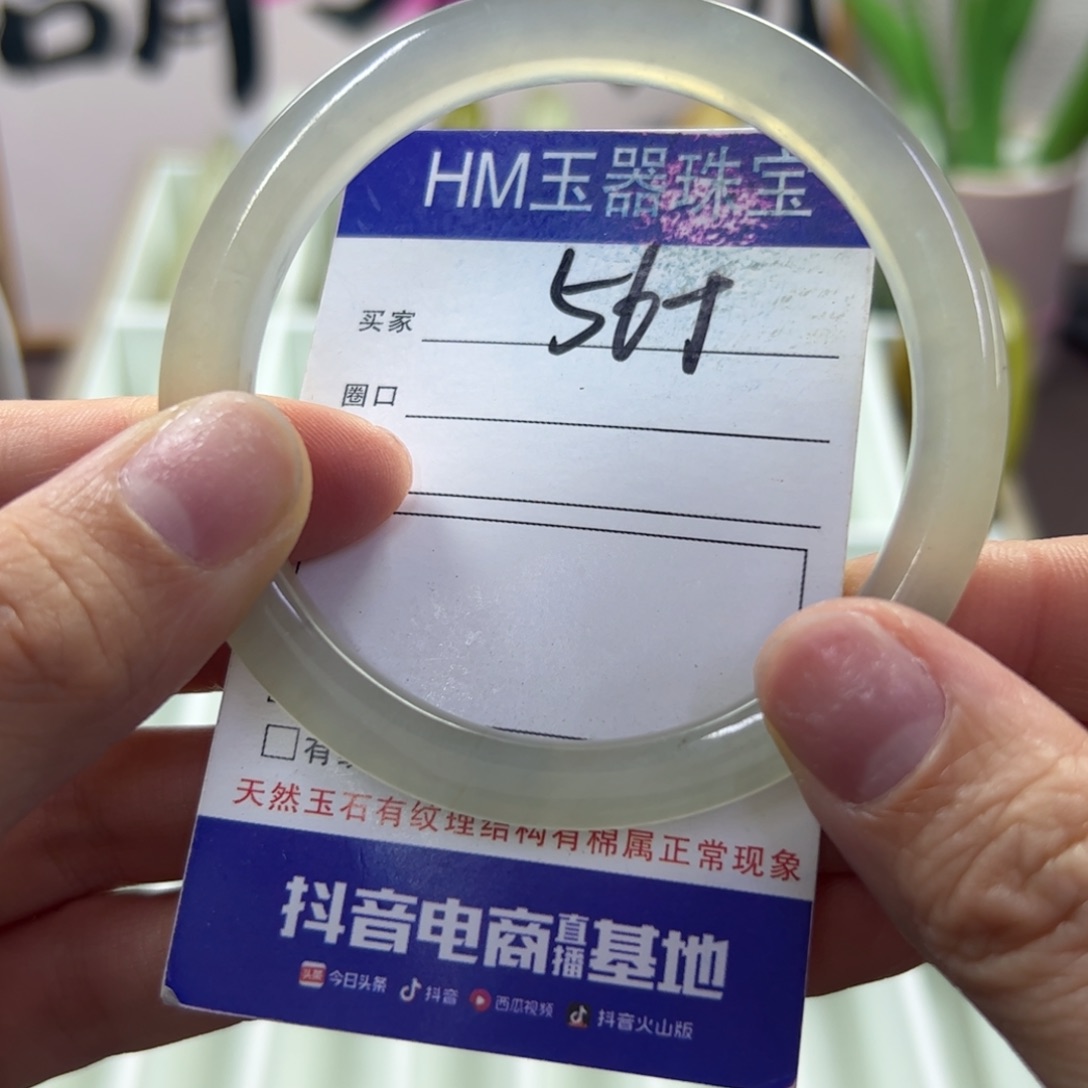 HM玉器珠宝
56+
买家
圈口
天然玉石有纹理结构有棉属正常现象
抖音电商直播基地
今日头条 抖音 西瓜视频 抖音火山版